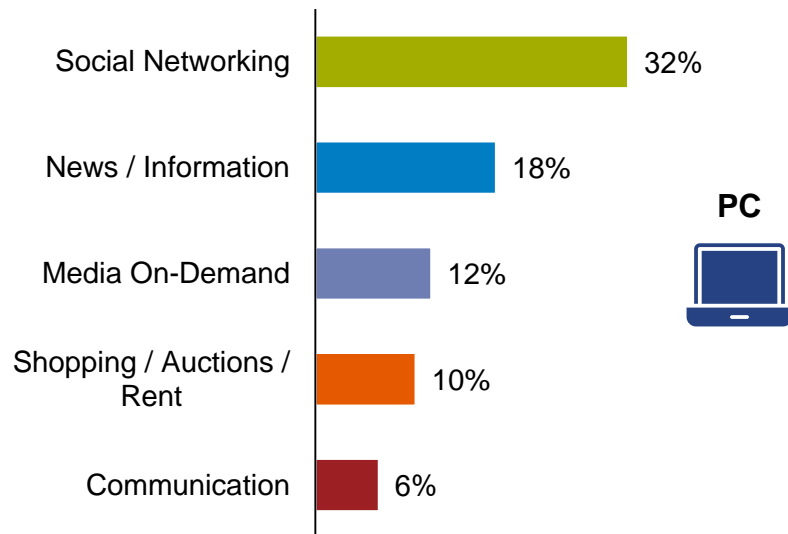 Social Networking
32%
News / Information
18%
PC
Media On-Demand
12%
Shopping / Auctions /
Rent
10%
Communication
6%